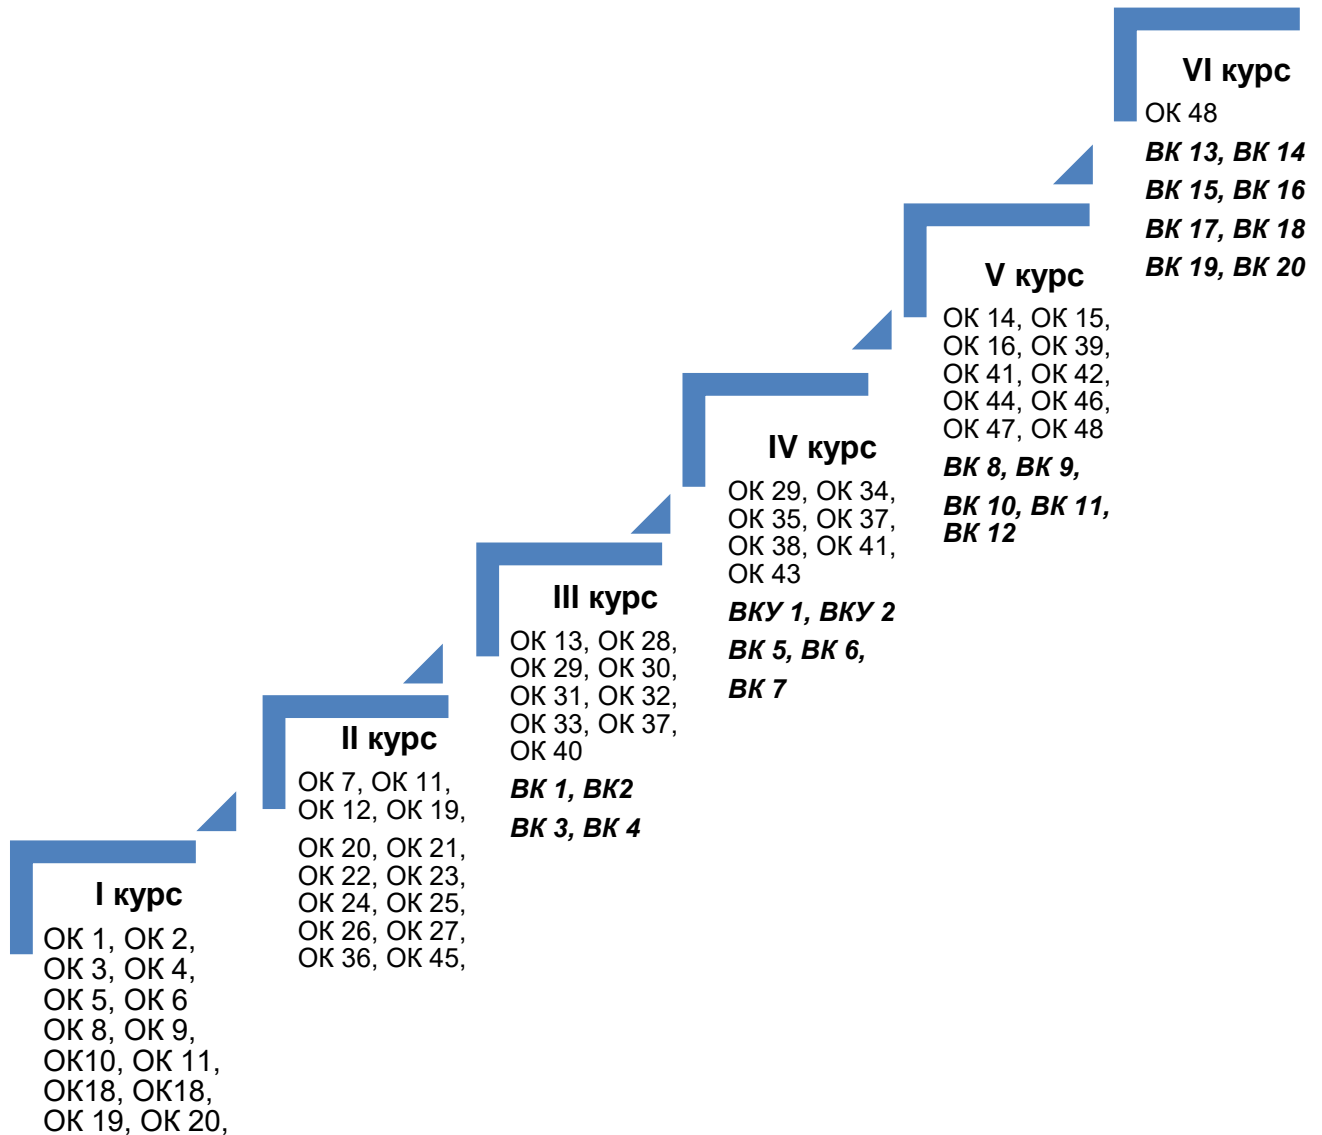 VI курс
ОК 48
ВК 13, ВК 14
ВК 15, ВК 16
ВК 17, ВК 18
ВК 19, ВК 20
V курс
ОК 14, ОК 15,
ОК 16, ОК 39,
ОК 41, ОК 42,
ОК 44, ОК 46,
ОК 47, ОК 48
ВК 8, ВК 9,
ВК 10, ВК 11,
ВК 12
IV курс
ОК 29, ОК 34,
ОК 35, ОК 37,
ОК 38, ОК 41,
ОК 43
ВКУ 1, ВКУ 2
ВК 5, ВК 6,
ВК 7
III курс
ОК 13, ОК 28,
ОК 29, ОК 30,
ОК 31, ОК 32,
ОК 33, ОК 37,
ОК 40
ВК 1, ВК2
ВК 3, ВК 4
II курс
ОК 7, ОК 11,
ОК 12, ОК 19,
ОК 20, ОК 21,
ОК 22, ОК 23,
ОК 24, ОК 25,
ОК 26, ОК 27,
ОК 36, ОК 45,
I курс
ОК 1, ОК 2,
ОК 3, ОК 4,
ОК 5, ОК 6
ОК 8, ОК 9,
ОК10, ОК 11,
ОК18, ОК18,
ОК 19, ОК 20,